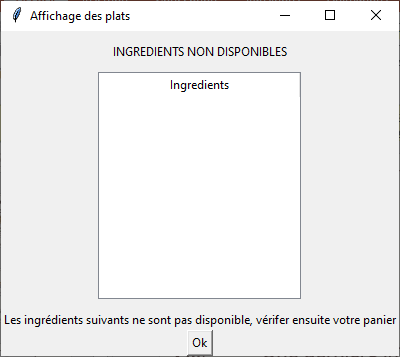 Affichage des plats
INGREDIENTS NON DISPONIBLES
Ingredients
Les ingrédients suivants ne sont pas disponible, vérifer ensuite votre panier
Ok